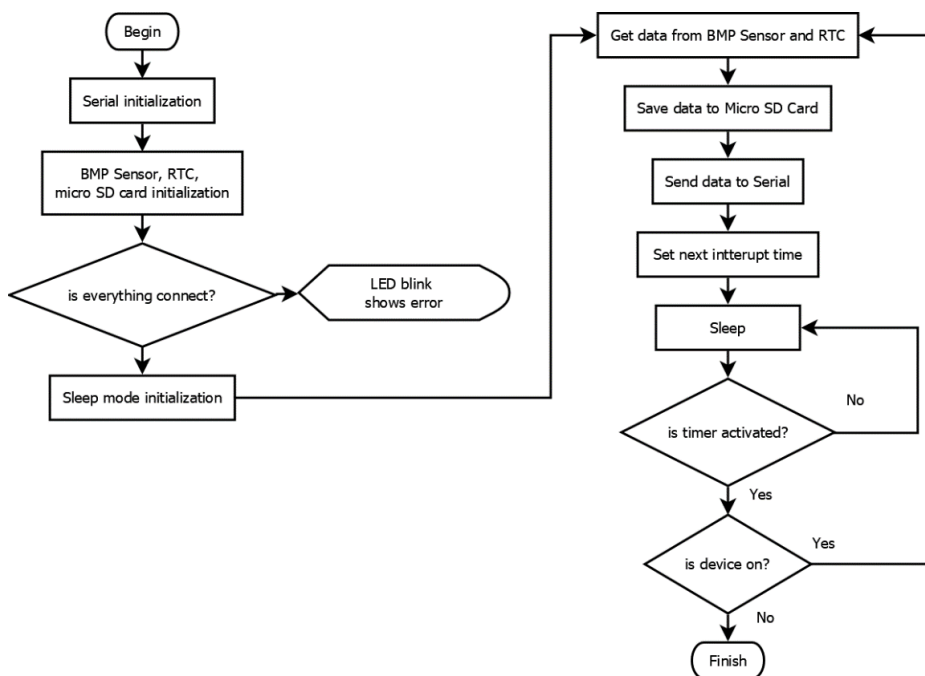 Begin
Serial initialization
BMP Sensor, RTC,
micro SD card initialization
is everything connect?
LED blink
shows error
Sleep mode initialization
Get data from BMP Sensor and RTC
Save data to Micro SD Card
Send data to Serial
Set next intterupt time
Sleep
No
is timer activated?
Yes
is device on?
Yes
No
Finish